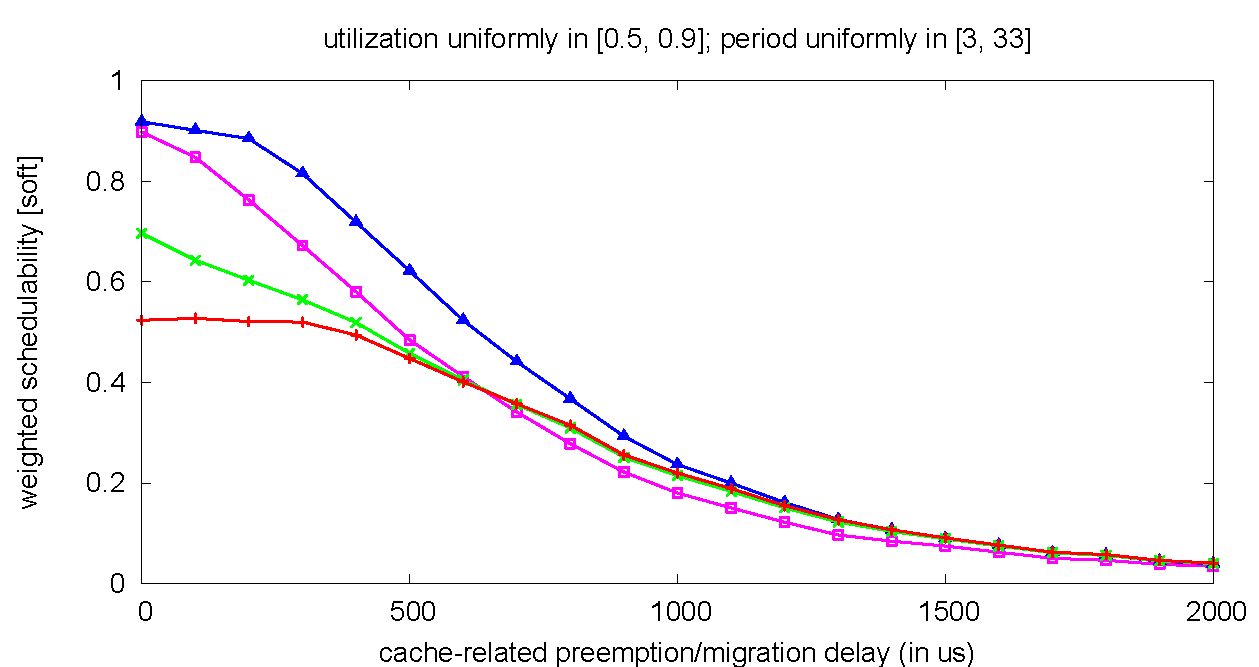 utilization uniformly in [0.5, 0.9]; period uniformly in [3, 33]
weighted schedulability [soft]
1
0.8
0.6
0.4
0.2
0
0 500 1000 1500 2000
cache-related preemption/migration delay (in us)